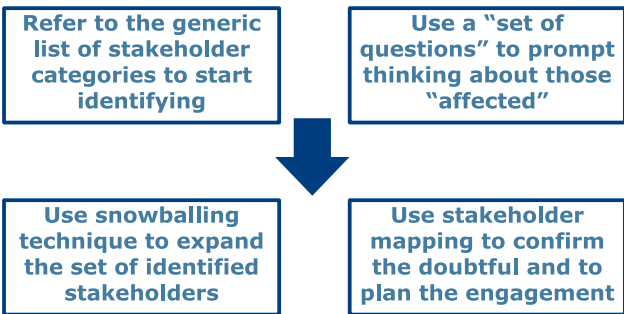 Refer to the generic
list of stakeholder
categories to start
identifying
Use a “set of
questions” to prompt
thinking about those
“affected”
Use snowballing
technique to expand
the set of identified
stakeholders
Use stakeholder
mapping to confirm
the doubtful and to
plan the engagement